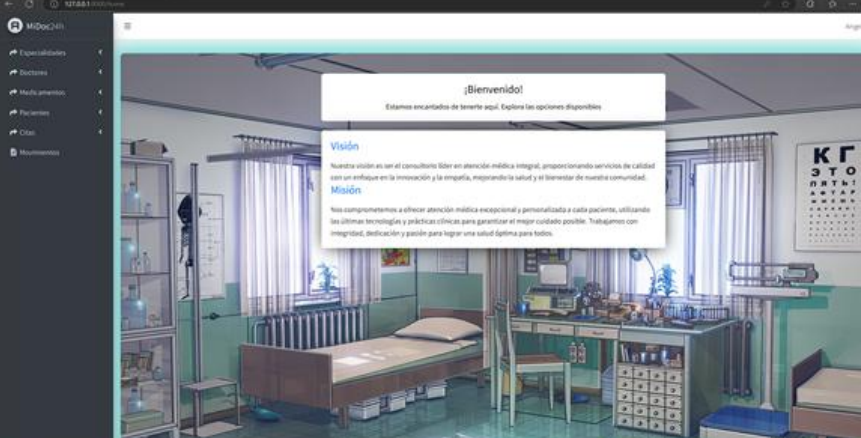 127.0.0.1:8000/home
MiDoc24h
Especialidades
Doctores
Medicamentos
Pacientes
Citas
Movimientos
Ange
¡Bienvenido!
Estamos encantados de tenerte aquí. Explora las opciones disponibles
Visión
Nuestra visión es ser el consultorio líder en atención médica integral, proporcionando servicios de calidad
con un enfoque en la innovación y la empatía, mejorando la salud y el bienestar de nuestra comunidad.
Misión
Nos comprometemos a ofrecer atención médica excepcional y personalizada a cada paciente, utilizando
las últimas tecnologías y prácticas clínicas para garantizar el mejor cuidado posible. Trabajamos con
integridad, dedicación y pasión para lograr una salud óptima para todos.
К Г
Э Т О